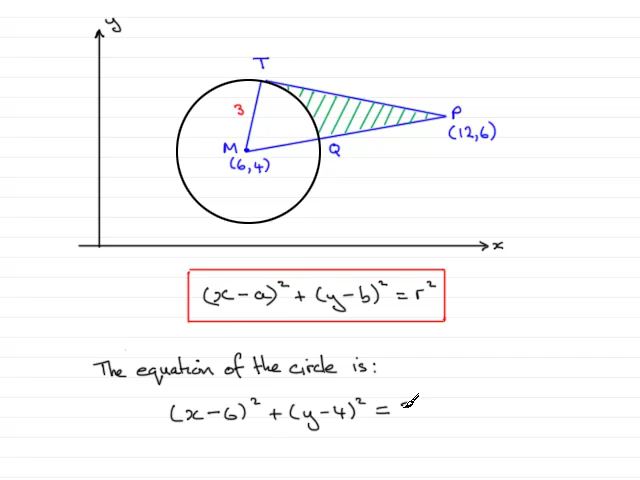 y
T
3
P
(12,6)
M
Q
(6,4)
x
(x-a)² + (y-b)² = r²
The equation of the circle is:
(x-6)² + (y-4)² =